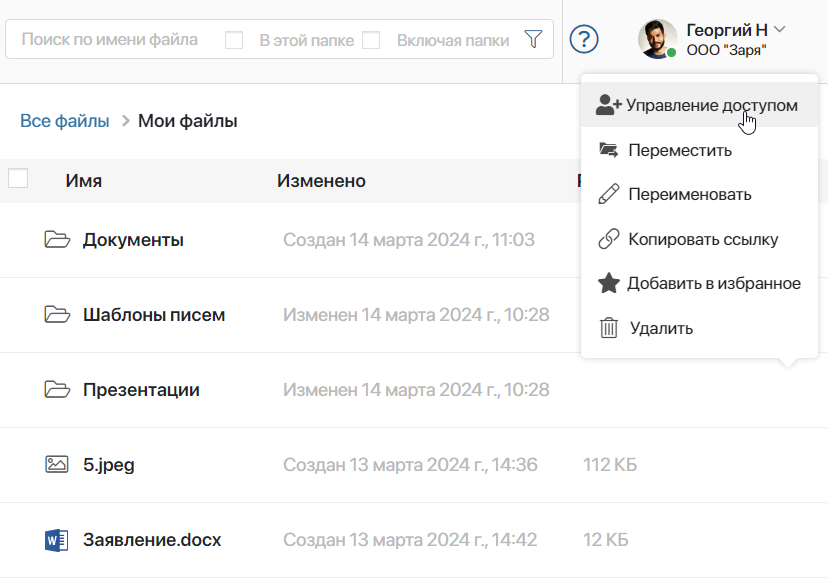 Поиск по имени файла В этой папке Включая папки ? Георгий Н
ООО "Заря"
Все файлы > Мои файлы
Имя Изменено
Управление доступом
Переместить
Переименовать
Копировать ссылку
Добавить в избранное
Удалить
Документы Создан 14 марта 2024 г., 11:03
Шаблоны писем Изменен 14 марта 2024 г., 10:28
Презентации Изменен 14 марта 2024 г., 10:28
5.jpeg Создан 13 марта 2024 г., 14:36 112 КБ
W Заявление.docx Создан 13 марта 2024 г., 14:42 12 КБ